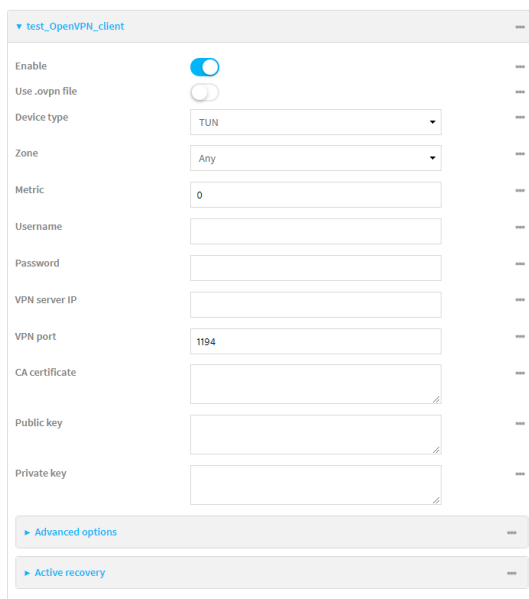 test_OpenVPN_client
Enable
Use .ovpn file
Device type
TUN
Zone
Any
Metric
0
Username
Password
VPN server IP
VPN port
1194
CA certificate
Public key
Private key
Advanced options
Active recovery